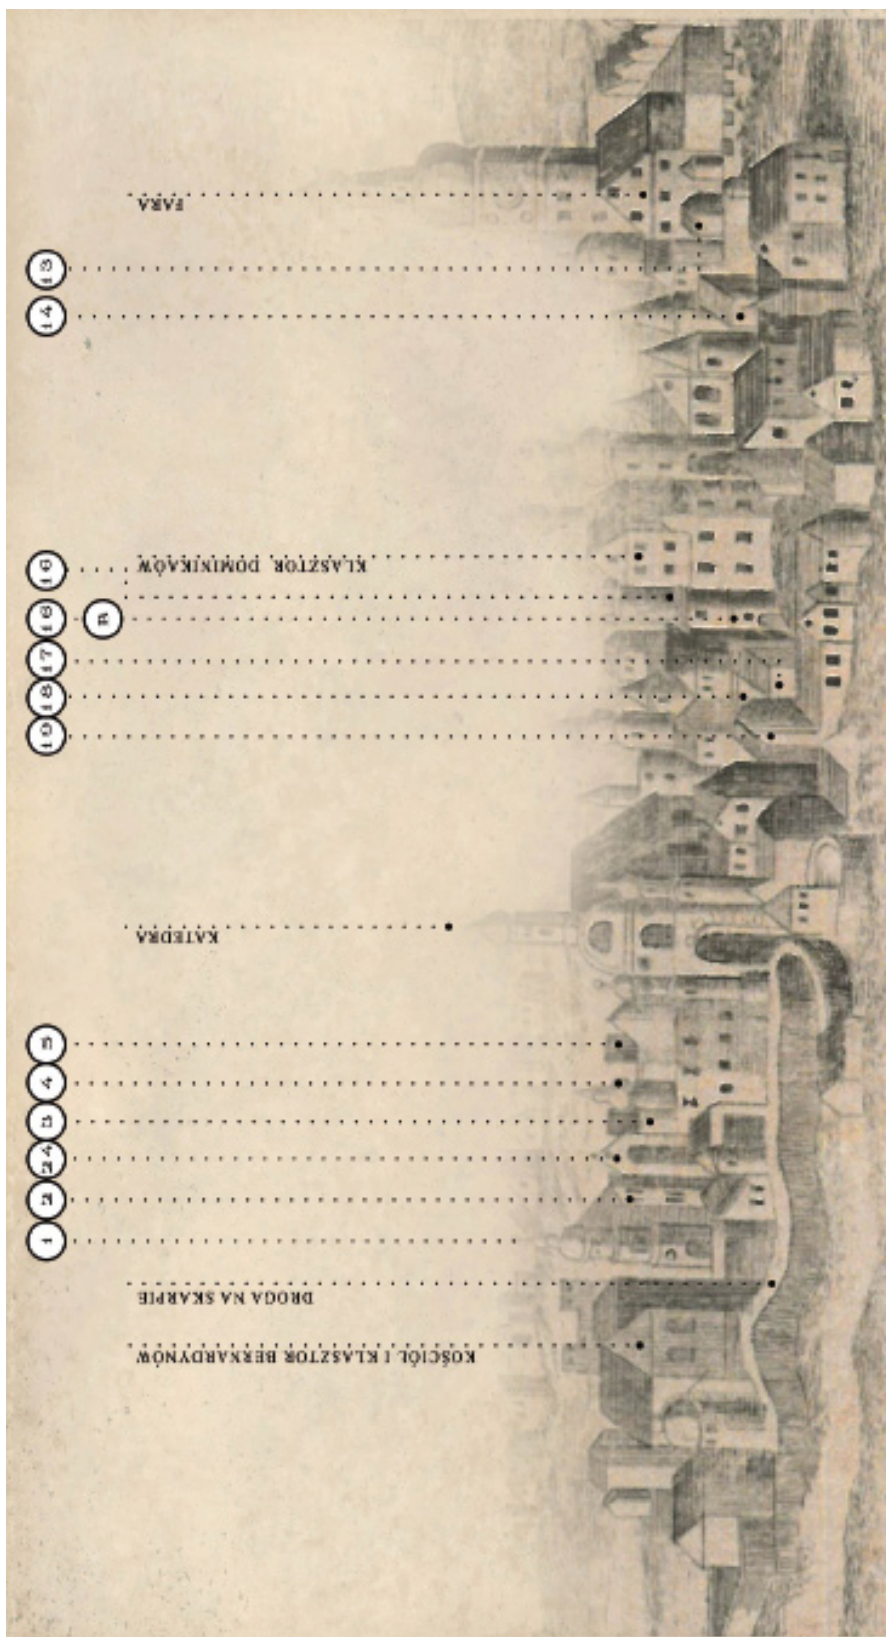 KOŚCIÓŁ I KLASZTOR BERNARDYNÓW
DROGA NA SKARPIE
1
2
24
3
4
5
KATEDRA
19
18
17
16 B
16
KLASZTOR DOMINIKAÓW
14
13
FARA